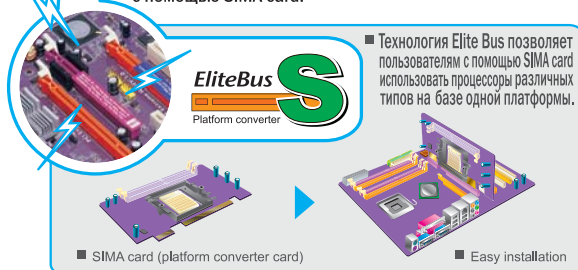 с помощью SIMA card.
■ Технология Elite Bus позволяет
пользователям с помощью SIMA card
использовать процессоры различных
типов на базе одной платформы.
EliteBus S
Platform converter
■ SIMA card (platform converter card)
■ Easy installation